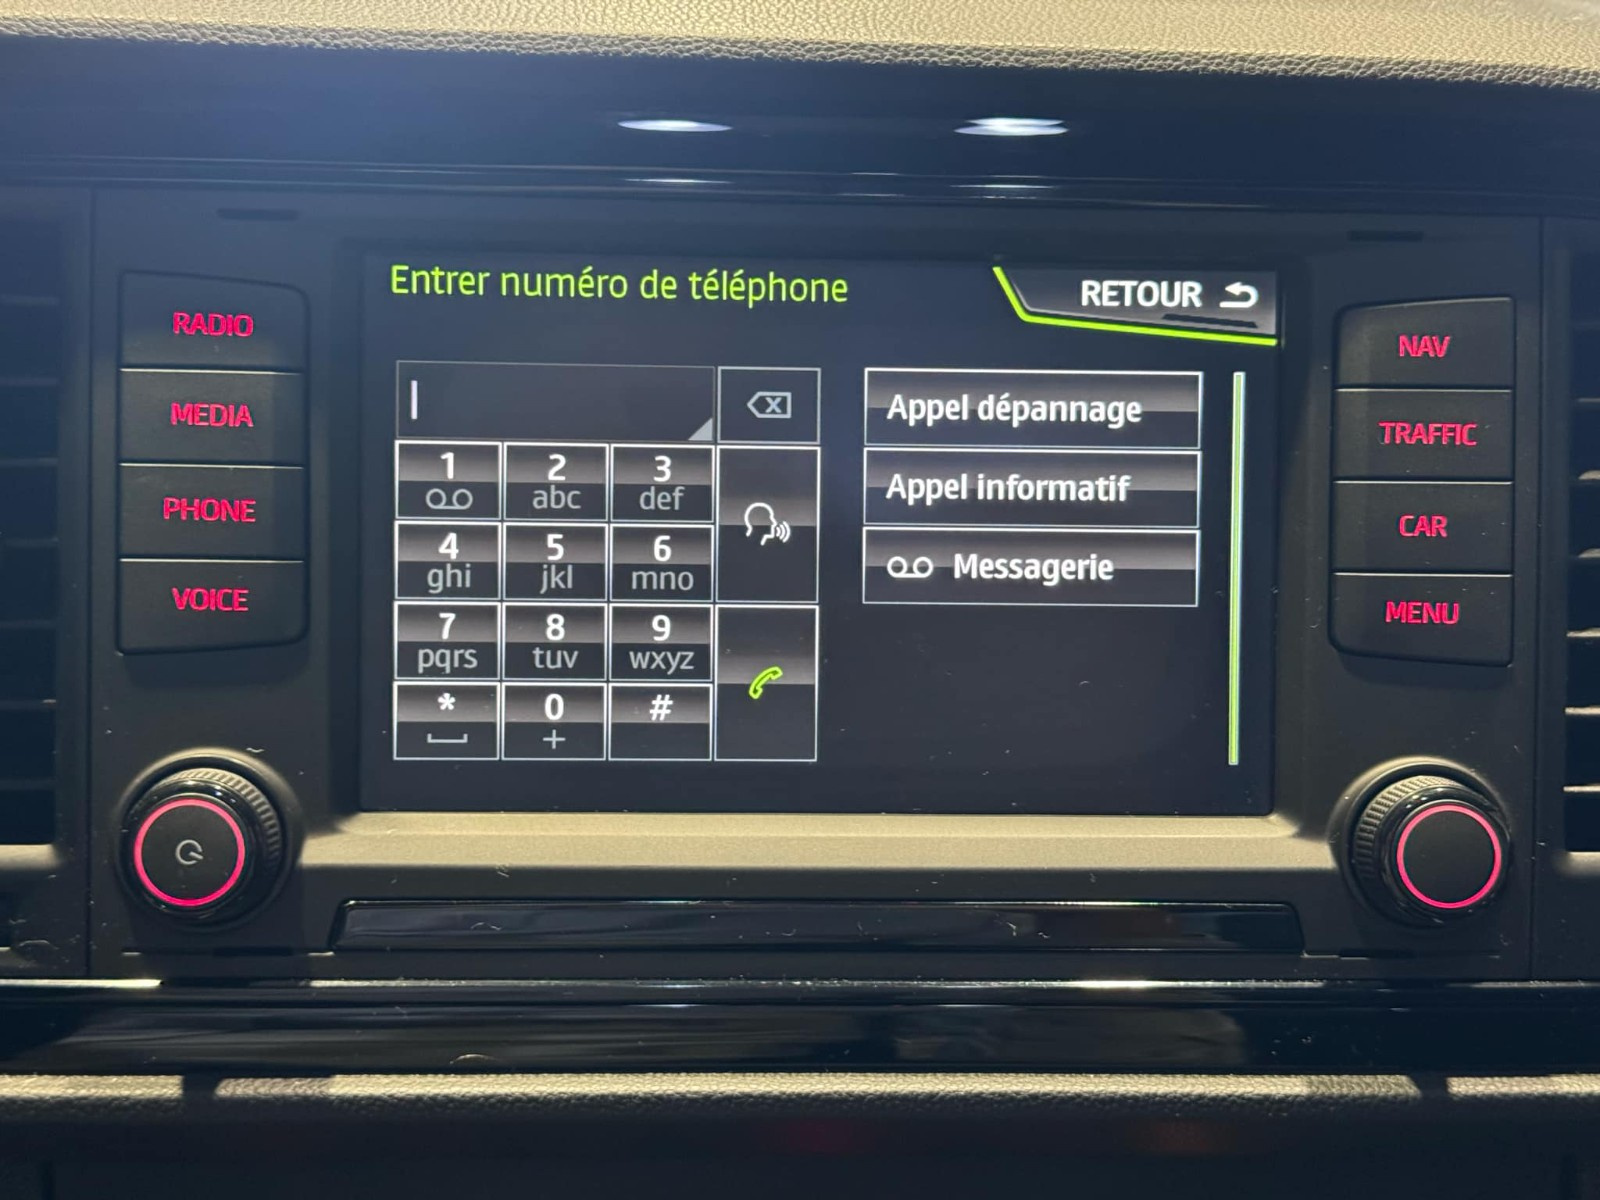 Entrer numéro de téléphone
RETOUR
RADIO
MEDIA
PHONE
VOICE
1
2 abc
3 def
4 ghi
5 jkl
6 mno
7 pqrs
8 tuv
9 wxyz
*
0 +
#
Appel dépannage
Appel informatif
Messagerie
NAV
TRAFFIC
CAR
MENU